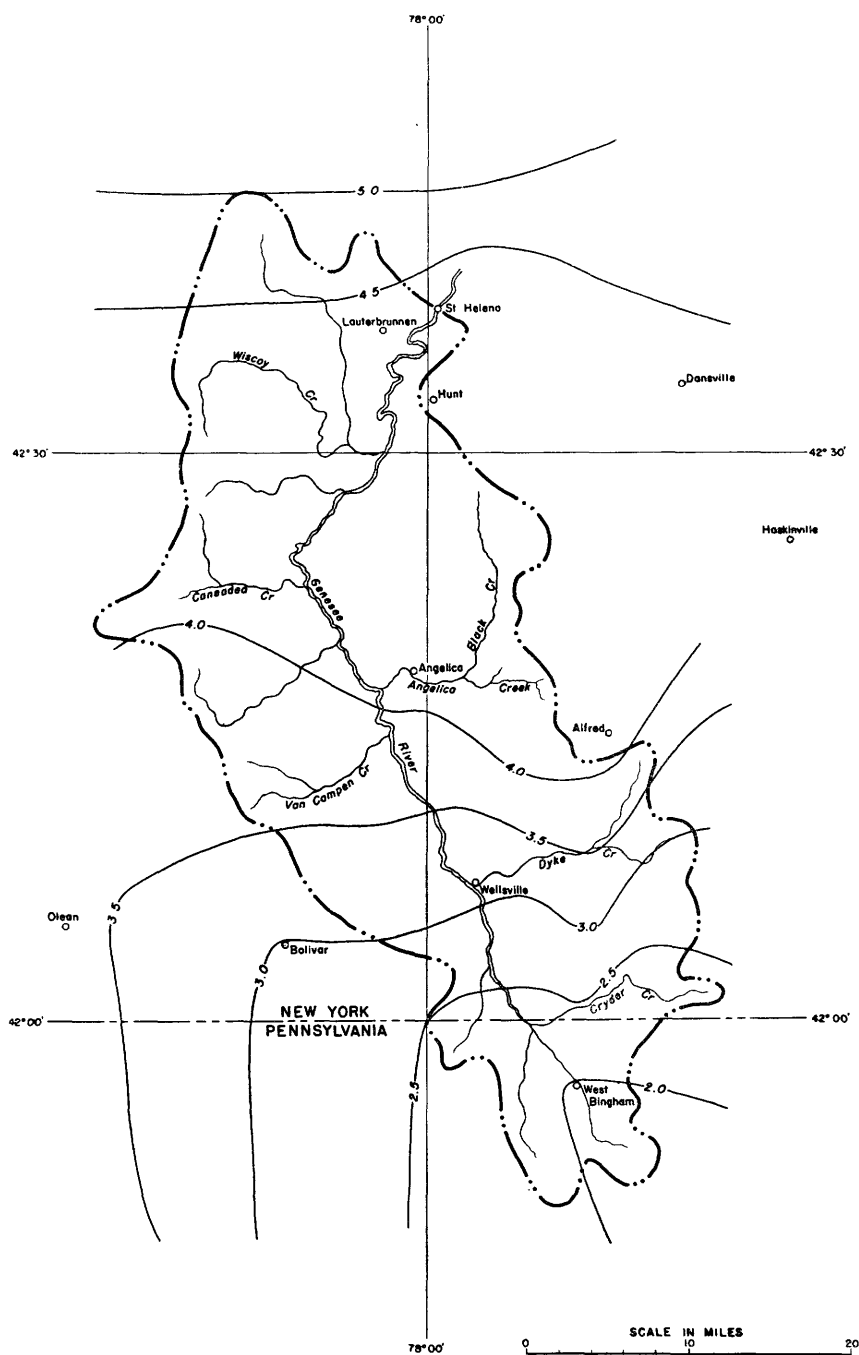 78° 00'
5 0
4 5
St Helena
Lauterbrunnen
Wiscoy
Cr
Dansville
Hunt
42° 30'
42° 30'
Haskinville
Caneadea Cr
Genesee
Black Cr
4.0
Angelica
Angelica Creek
Alfred
River
4.0
Van Campen Cr
3.5
Dyke Cr
Wellsville
3.5
Olean
3.0
Bolivar
3.0
2.5
NEW YORK
PENNSYLVANIA
Cryder Cr
42° 00'
42° 00'
2.5
West
Bingham
2.0
SCALE IN MILES
78° 00'
0 10 20